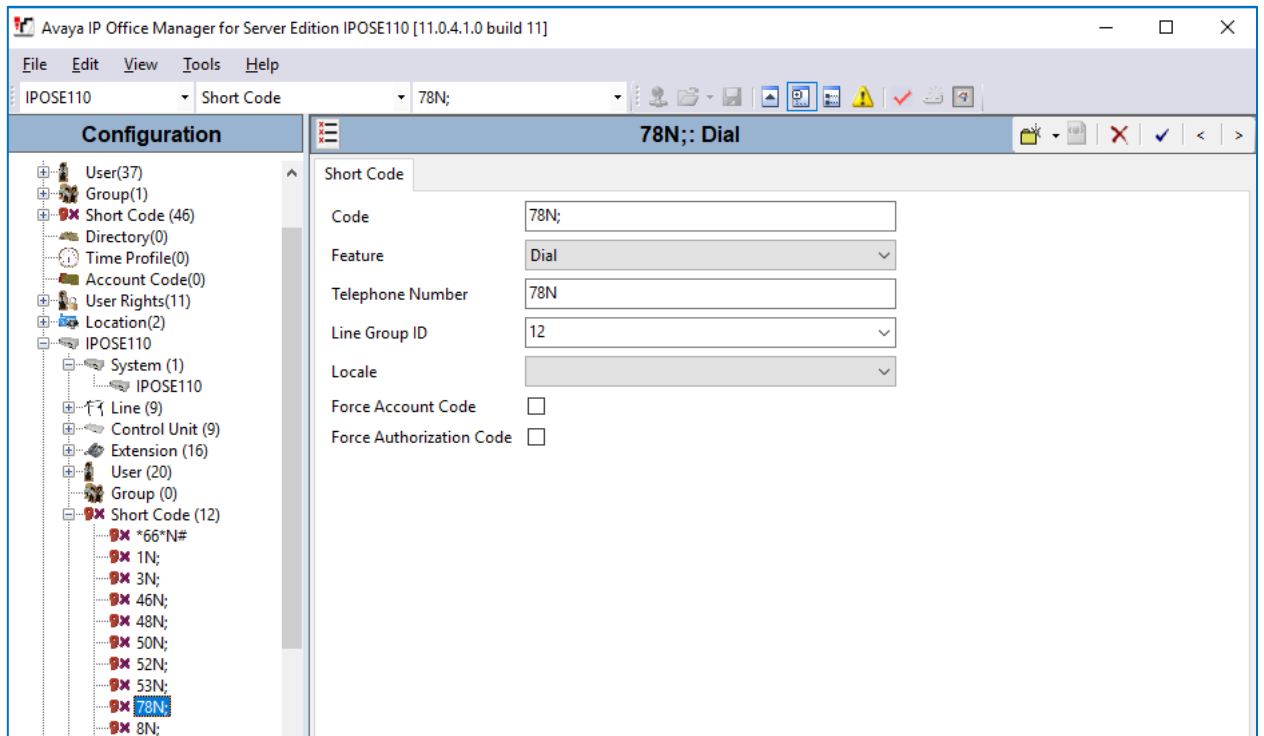 Avaya IP Office Manager for Server Edition IPOSE110 [11.0.4.1.0 build 11]
File Edit View Tools Help
IPOSE110 Short Code 78N;
Configuration
User(37)
Group(1)
Short Code (46)
Directory(0)
Time Profile(0)
Account Code(0)
User Rights(11)
Location(2)
IPOSE110
System (1)
IPOSE110
Line (9)
Control Unit (9)
Extension (16)
User (20)
Group (0)
Short Code (12)
*66*N#
1N;
3N;
46N;
48N;
50N;
52N;
53N;
78N;
8N;
78N;: Dial
Short Code
Code 78N;
Feature Dial
Telephone Number 78N
Line Group ID 12
Locale
Force Account Code
Force Authorization Code